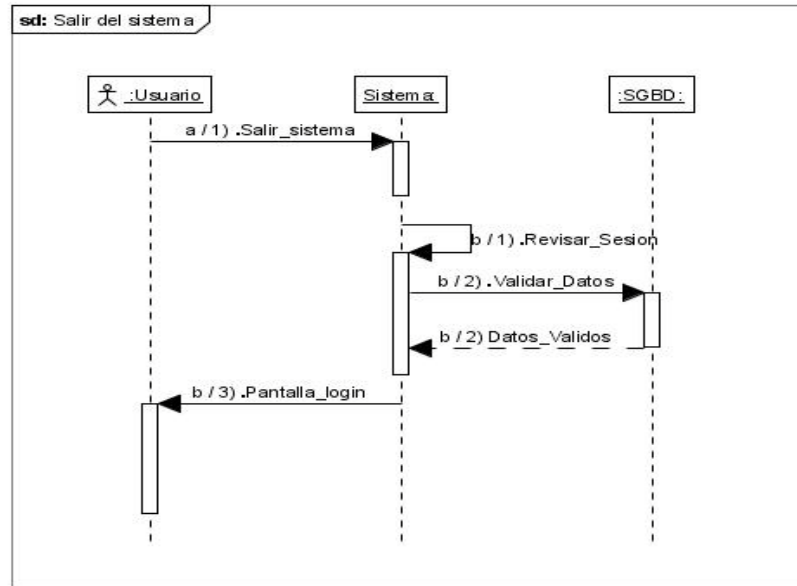 sd: Salir del sistema
:Usuario
Sistema:
:SGBD:
a / 1) .Salir_sistema
b / 1) .Revisar_Sesion
b / 2) .Validar_Datos
b / 2) Datos_Validos
b / 3) .Pantalla_login